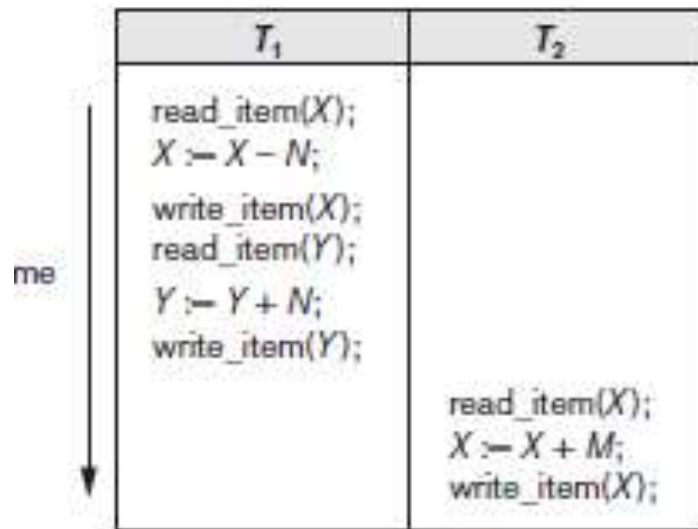 T₁ T₂
read_item(X);
X := X − N;
write_item(X);
read_item(Y);
me
Y := Y + N;
write_item(Y);
read_item(X);
X := X + M;
write_item(X);